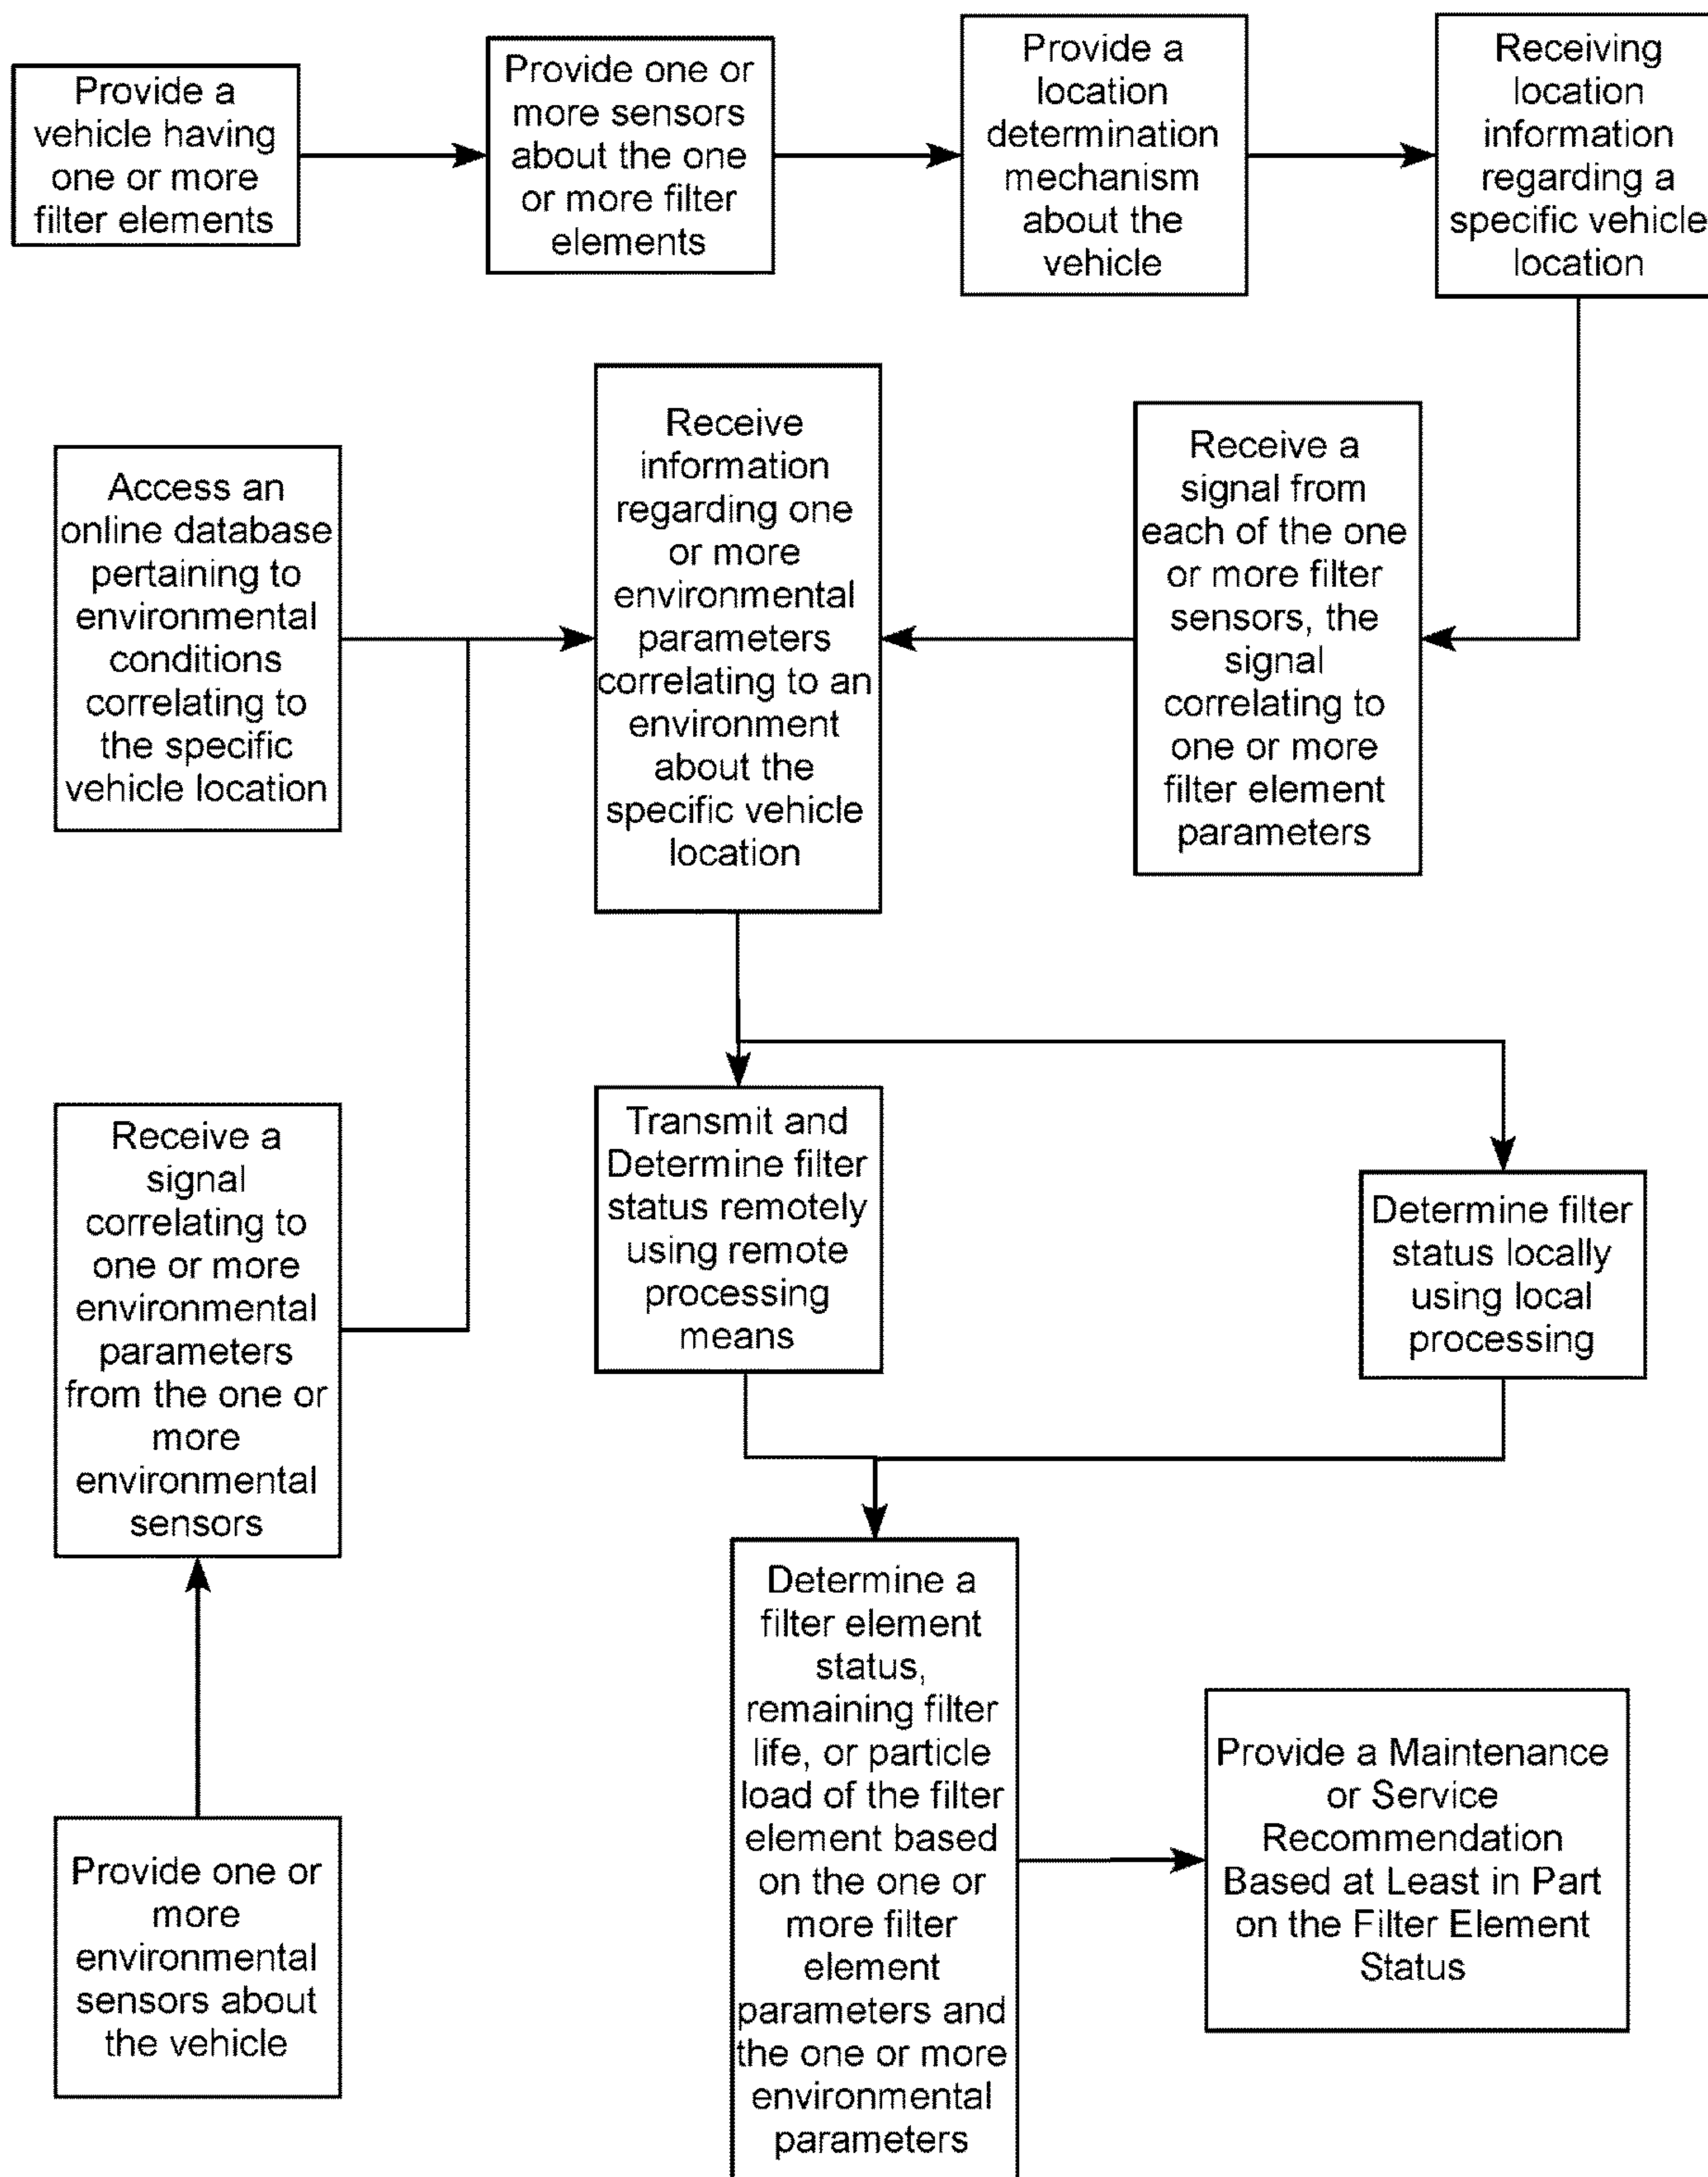 Provide a
vehicle having
one or more
filter elements
Provide one or
more sensors
about the one
or more filter
elements
Provide a
location
determination
mechanism
about the
vehicle
Receiving
location
information
regarding a
specific vehicle
location
Access an
online database
pertaining to
environmental
conditions
correlating to
the specific
vehicle location
Receive
information
regarding one
or more
environmental
parameters
correlating to an
environment
about the
specific vehicle
location
Receive a
signal from
each of the one
or more filter
sensors, the
signal
correlating to
one or more
filter element
parameters
Receive a
signal
correlating to
one or more
environmental
parameters
from the one or
more
environmental
sensors
Transmit and
Determine filter
status remotely
using remote
processing
means
Determine filter
status locally
using local
processing
Provide one or
more
environmental
sensors about
the vehicle
Determine a
filter element
status,
remaining filter
life, or particle
load of the filter
element based
on the one or
more filter
element
parameters and
the one or more
environmental
parameters
Provide a Maintenance
or Service
Recommendation
Based at Least in Part
on the Filter Element
Status